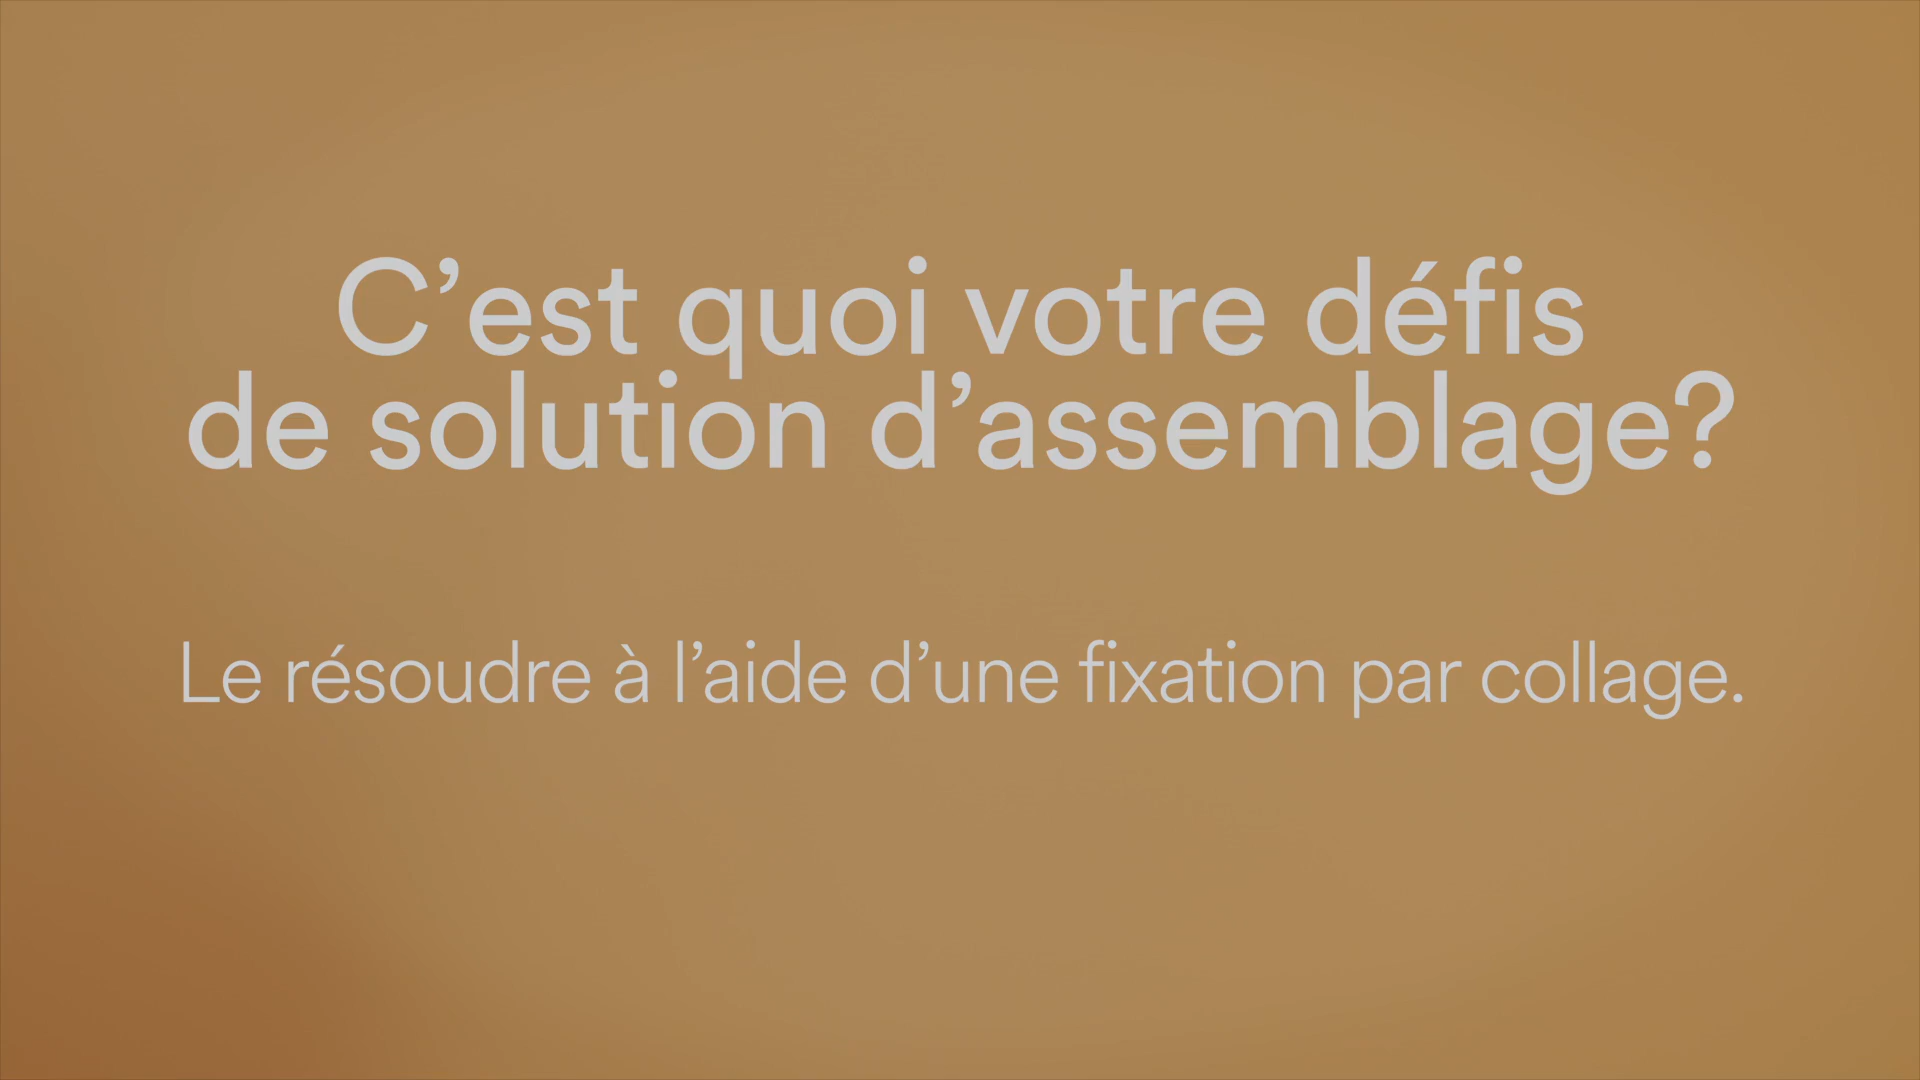 C’est quoi votre défis
de solution d’assemblage?
Le résoudre à l’aide d’une fixation par collage.